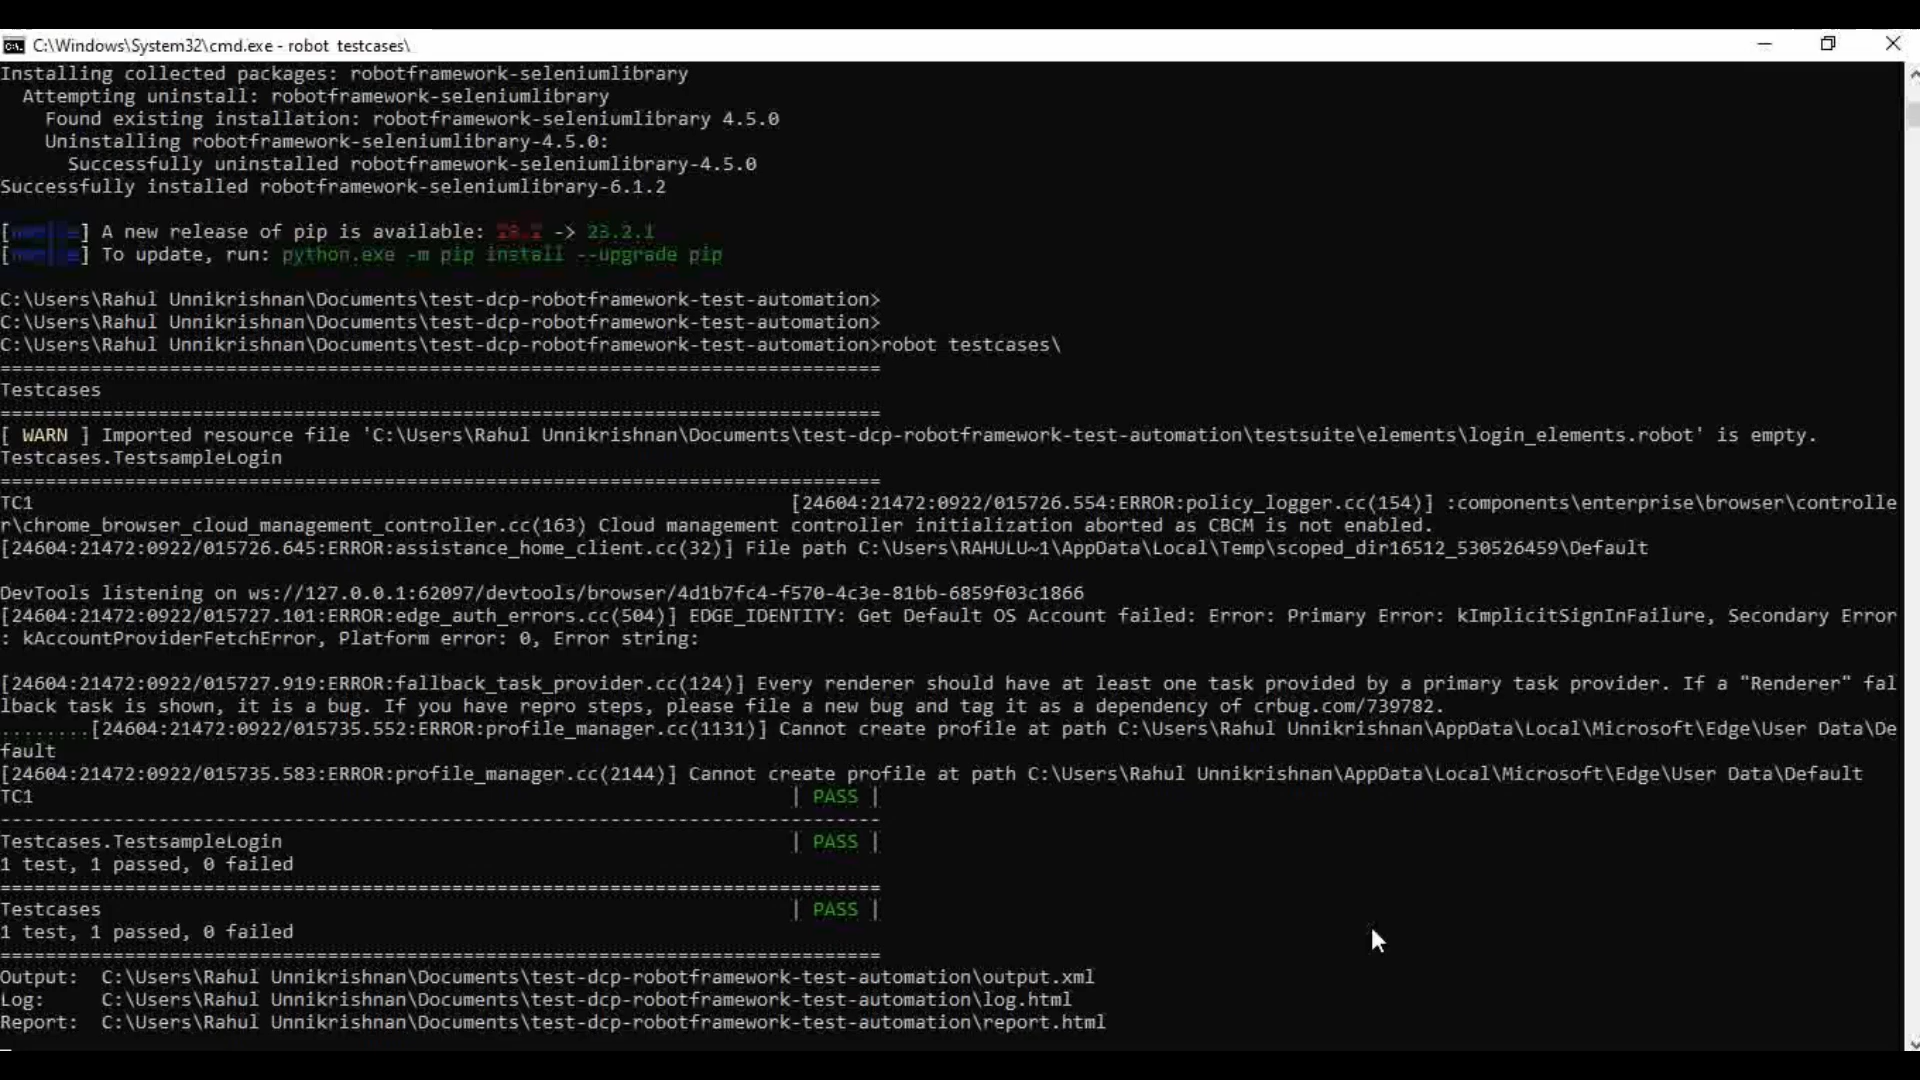 C:\Windows\System32\cmd.exe - robot  testcases\
Installing collected packages: robotframework-seleniumlibrary
  Attempting uninstall: robotframework-seleniumlibrary
    Found existing installation: robotframework-seleniumlibrary 4.5.0
    Uninstalling robotframework-seleniumlibrary-4.5.0:
      Successfully uninstalled robotframework-seleniumlibrary-4.5.0
Successfully installed robotframework-seleniumlibrary-6.1.2
[] A new release of pip is available: -> 23.2.1
[] To update, run: python.exe -m pip install --upgrade pip
C:\Users\Rahul Unnikrishnan\Documents\test-dcp-robotframework-test-automation>
C:\Users\Rahul Unnikrishnan\Documents\test-dcp-robotframework-test-automation>
C:\Users\Rahul Unnikrishnan\Documents\test-dcp-robotframework-test-automation>robot testcases\
==============================================================================
Testcases
==============================================================================
[ WARN ] Imported resource file 'C:\Users\Rahul Unnikrishnan\Documents\test-dcp-robotframework-test-automation\testsuite\elements\login_elements.robot' is empty.
Testcases.TestsampleLogin
==============================================================================
TC1                                                                   [24604:21472:0922/015726.554:ERROR:policy_logger.cc(154)] :components\enterprise\browser\controlle
r\chrome_browser_cloud_management_controller.cc(163) Cloud management controller initialization aborted as CBCM is not enabled.
[24604:21472:0922/015726.645:ERROR:assistance_home_client.cc(32)] File path C:\Users\RAHULU~1\AppData\Local\Temp\scoped_dir16512_530526459\Default
DevTools listening on ws://127.0.0.1:62097/devtools/browser/4d1b7fc4-f570-4c3e-81bb-6859f03c1866
[24604:21472:0922/015727.101:ERROR:edge_auth_errors.cc(504)] EDGE_IDENTITY: Get Default OS Account failed: Error: Primary Error: kImplicitSignInFailure, Secondary Error
: kAccountProviderFetchError, Platform error: 0, Error string:
[24604:21472:0922/015727.919:ERROR:fallback_task_provider.cc(124)] Every renderer should have at least one task provided by a primary task provider. If a "Renderer" fal
lback task is shown, it is a bug. If you have repro steps, please file a new bug and tag it as a dependency of crbug.com/739782.
........[24604:21472:0922/015735.552:ERROR:profile_manager.cc(1131)] Cannot create profile at path C:\Users\Rahul Unnikrishnan\AppData\Local\Microsoft\Edge\User Data\De
fault
[24604:21472:0922/015735.583:ERROR:profile_manager.cc(2144)] Cannot create profile at path C:\Users\Rahul Unnikrishnan\AppData\Local\Microsoft\Edge\User Data\Default
TC1                                                                   | PASS |
------------------------------------------------------------------------------
Testcases.TestsampleLogin                                             | PASS |
1 test, 1 passed, 0 failed
==============================================================================
Testcases                                                             | PASS |
1 test, 1 passed, 0 failed
==============================================================================
Output:  C:\Users\Rahul Unnikrishnan\Documents\test-dcp-robotframework-test-automation\output.xml
Log:     C:\Users\Rahul Unnikrishnan\Documents\test-dcp-robotframework-test-automation\log.html
Report:  C:\Users\Rahul Unnikrishnan\Documents\test-dcp-robotframework-test-automation\report.html